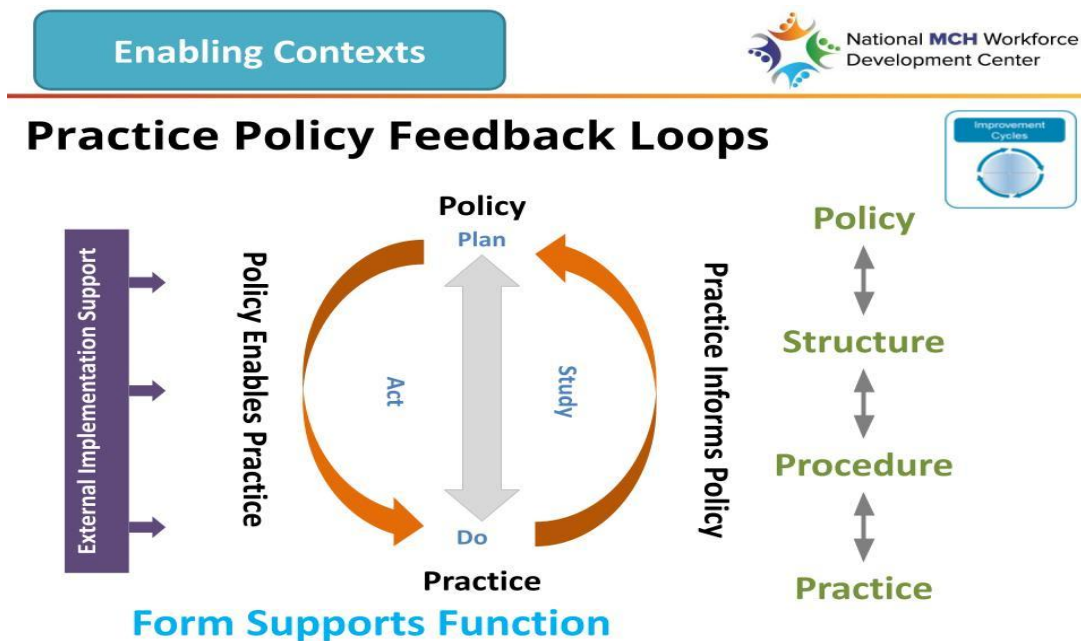 Enabling Contexts
National MCH Workforce
Development Center
Practice Policy Feedback Loops
Improvement
Cycles
External Implementation Support
Policy Enables Practice
Policy
Plan
Act
Study
Do
Practice
Practice Informs Policy
Policy
Structure
Procedure
Practice
Form Supports Function